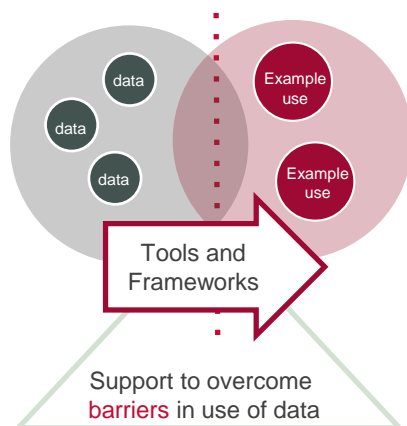 data
data
data
Example
use
Example
use
Tools and
Frameworks
Support to overcome
barriers in use of data